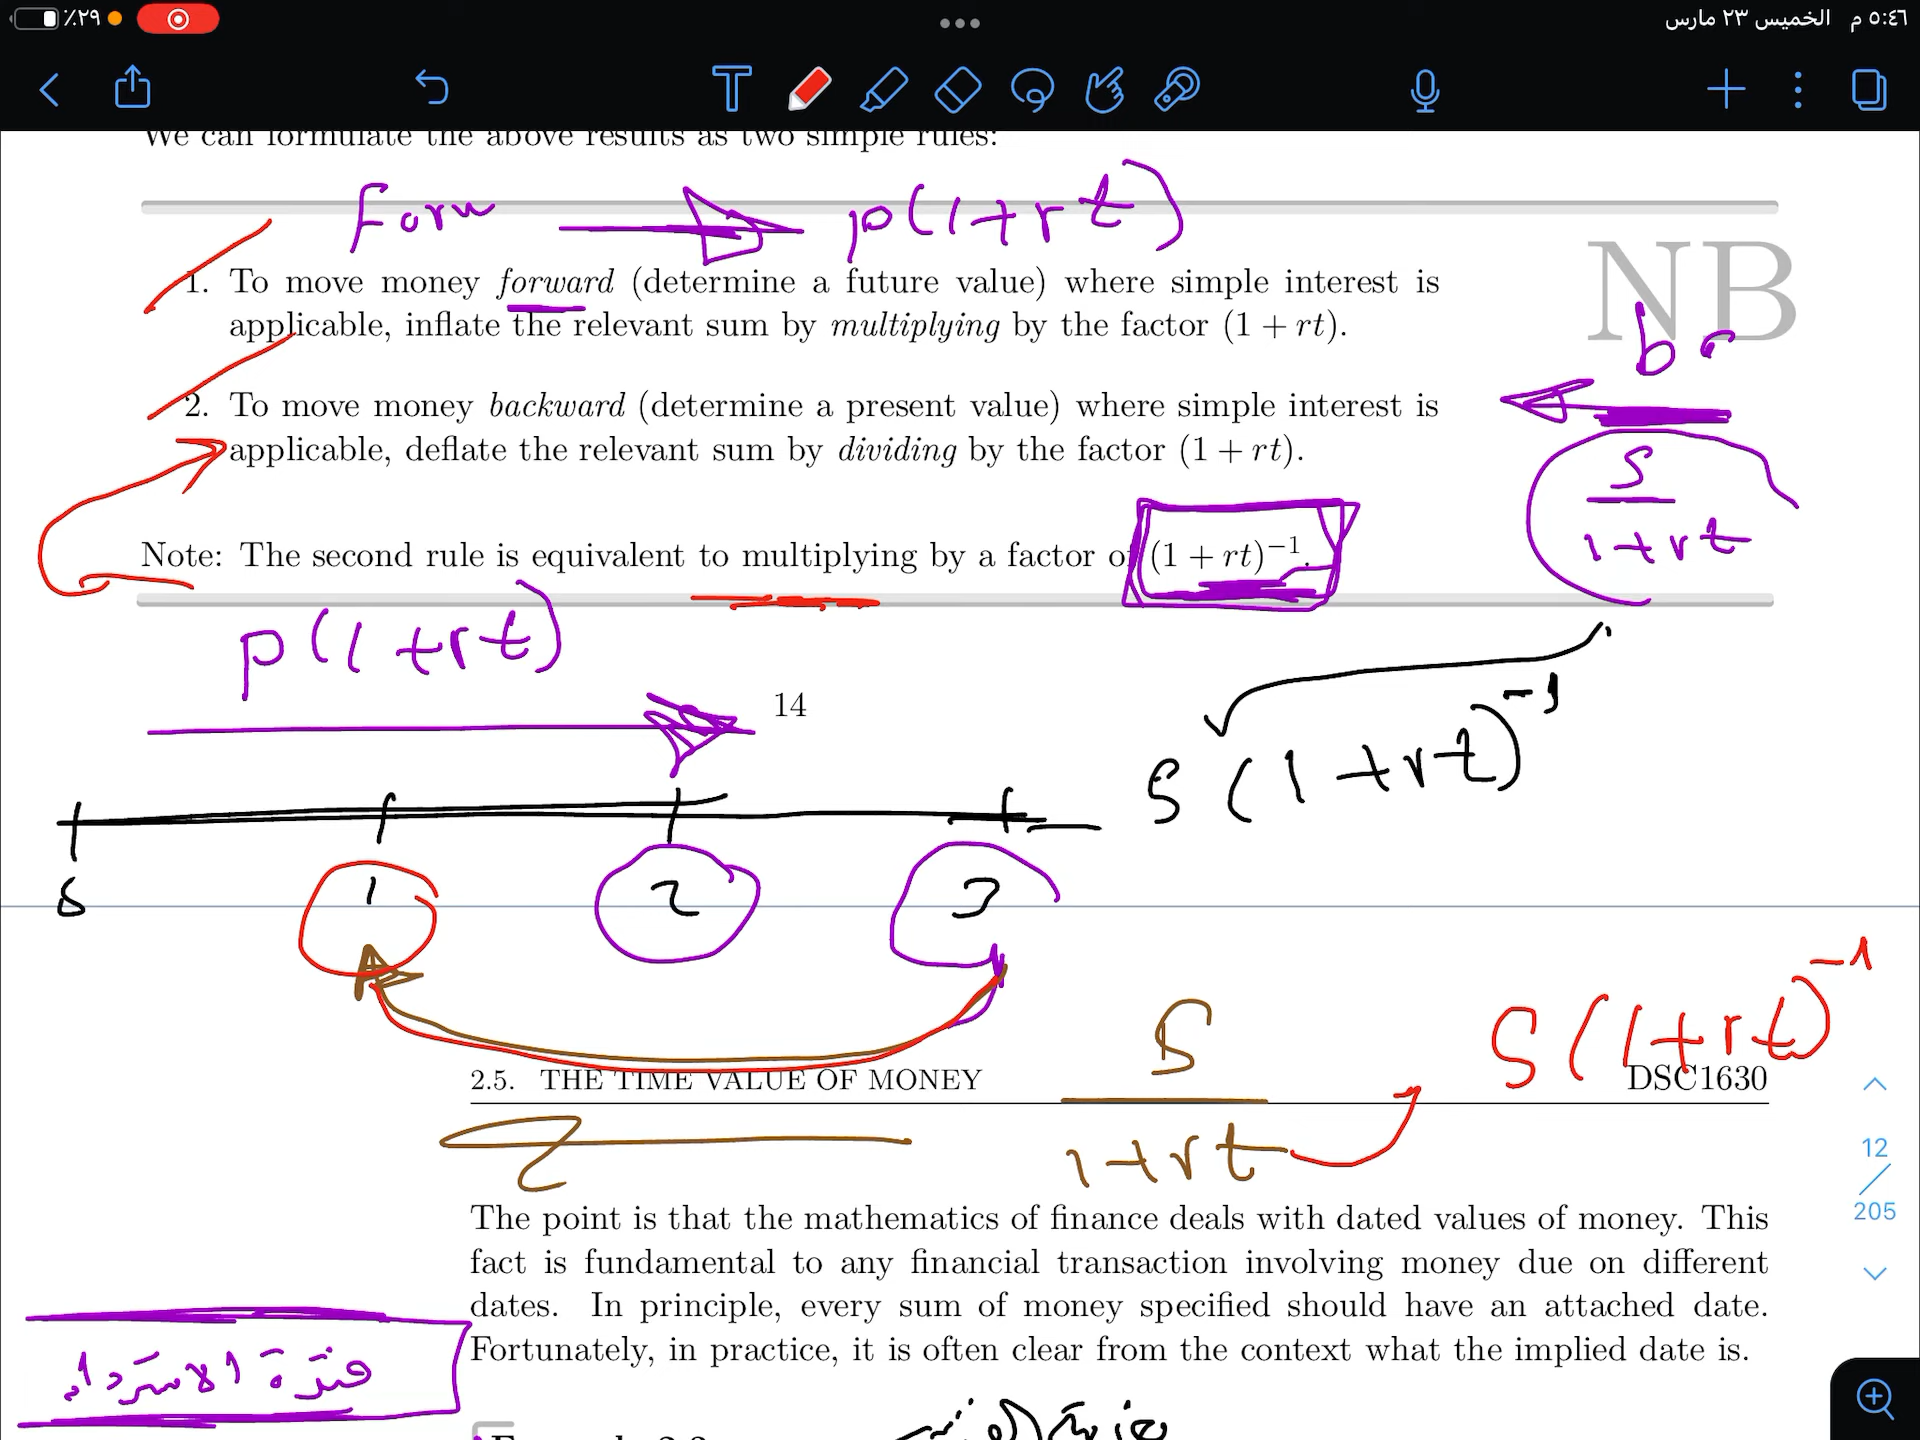 ٪٢٩
٥:٤٦ م الخميس ٢٣ مارس
We can formulate the above results as two simple rules:
Forw p(1+rt)
NB
1. To move money forward (determine a future value) where simple interest is
applicable, inflate the relevant sum by multiplying by the factor (1 + rt).
b
2. To move money backward (determine a present value) where simple interest is
applicable, deflate the relevant sum by dividing by the factor (1 + rt).
S
1+rt
Note: The second rule is equivalent to multiplying by a factor of (1 + rt)⁻¹.
p(1+rt)
14
S(1+rt)⁻¹
1 2 3
S
1+rt
S(1+rt)⁻¹
2.5. THE TIME VALUE OF MONEY DSC1630
12
205
The point is that the mathematics of finance deals with dated values of money. This
fact is fundamental to any financial transaction involving money due on different
dates. In principle, every sum of money specified should have an attached date.
Fortunately, in practice, it is often clear from the context what the implied date is.
فترة الاسترداد